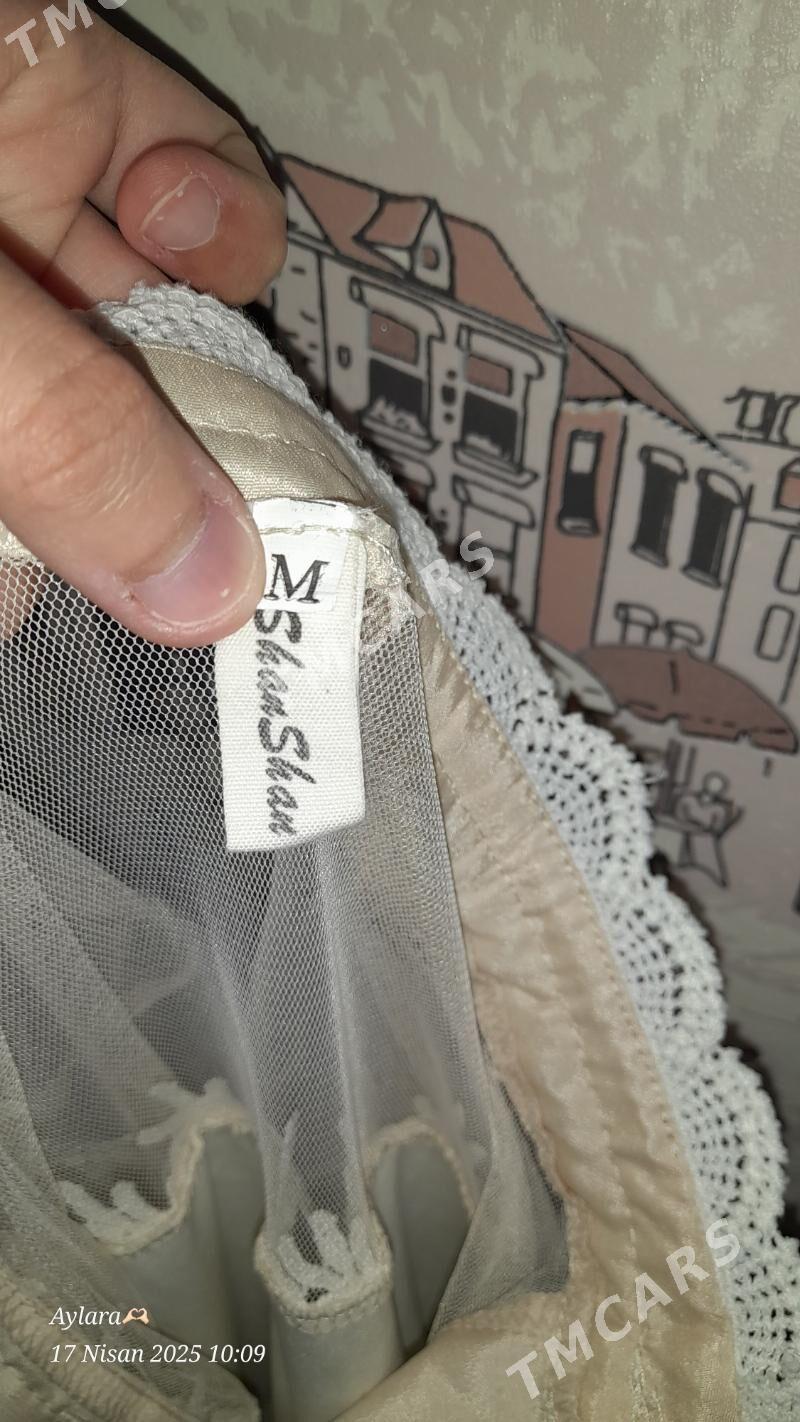 TMCARS
M
ShanShan
TMCARS
Aylara🫶🏻
17 Nisan 2025 10:09
TMCARS